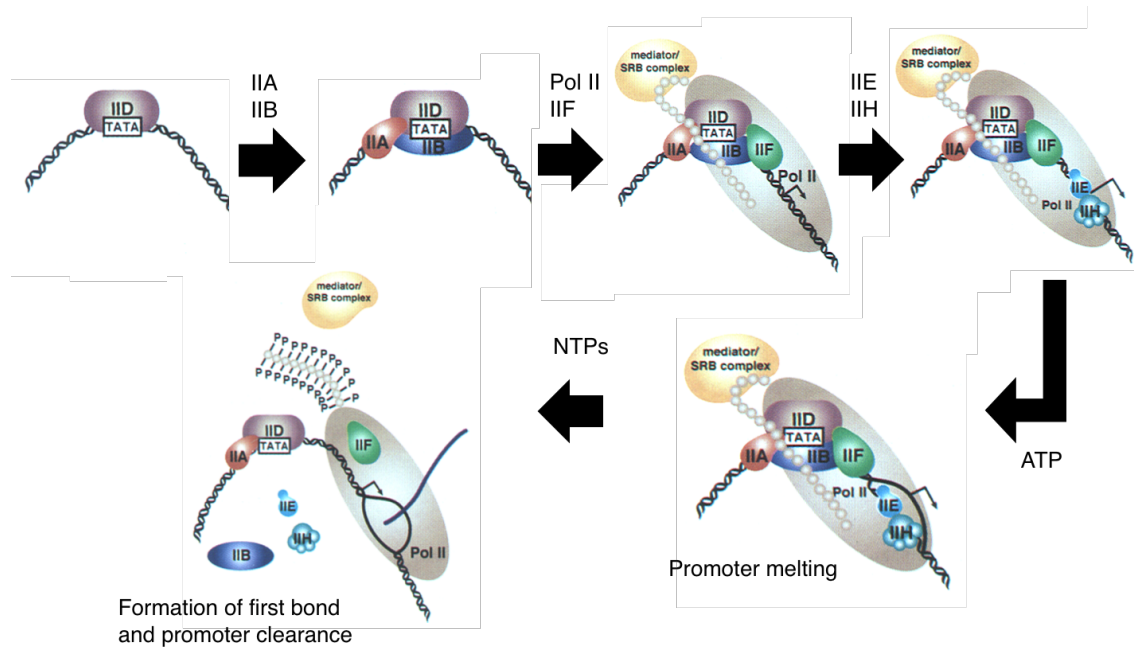 IID
TATA
IIA
IIB
IID
TATA
IIA
IIB
Pol II
IIF
mediator/
SRB complex
IID
TATA
IIA
IIB
IIF
Pol II
IIE
IIH
mediator/
SRB complex
IID
TATA
IIA
IIB
IIF
IIE
Pol II
IIH
ATP
mediator/
SRB complex
IID
TATA
IIA
IIB
IIF
Pol II
IIE
IIH
Promoter melting
NTPs
mediator/
SRB complex
P P P P P P P P
P P P P P P P P P P P
IID
TATA
IIA
IIF
IIE
IIH
IIB
Pol II
Formation of first bond
and promoter clearance